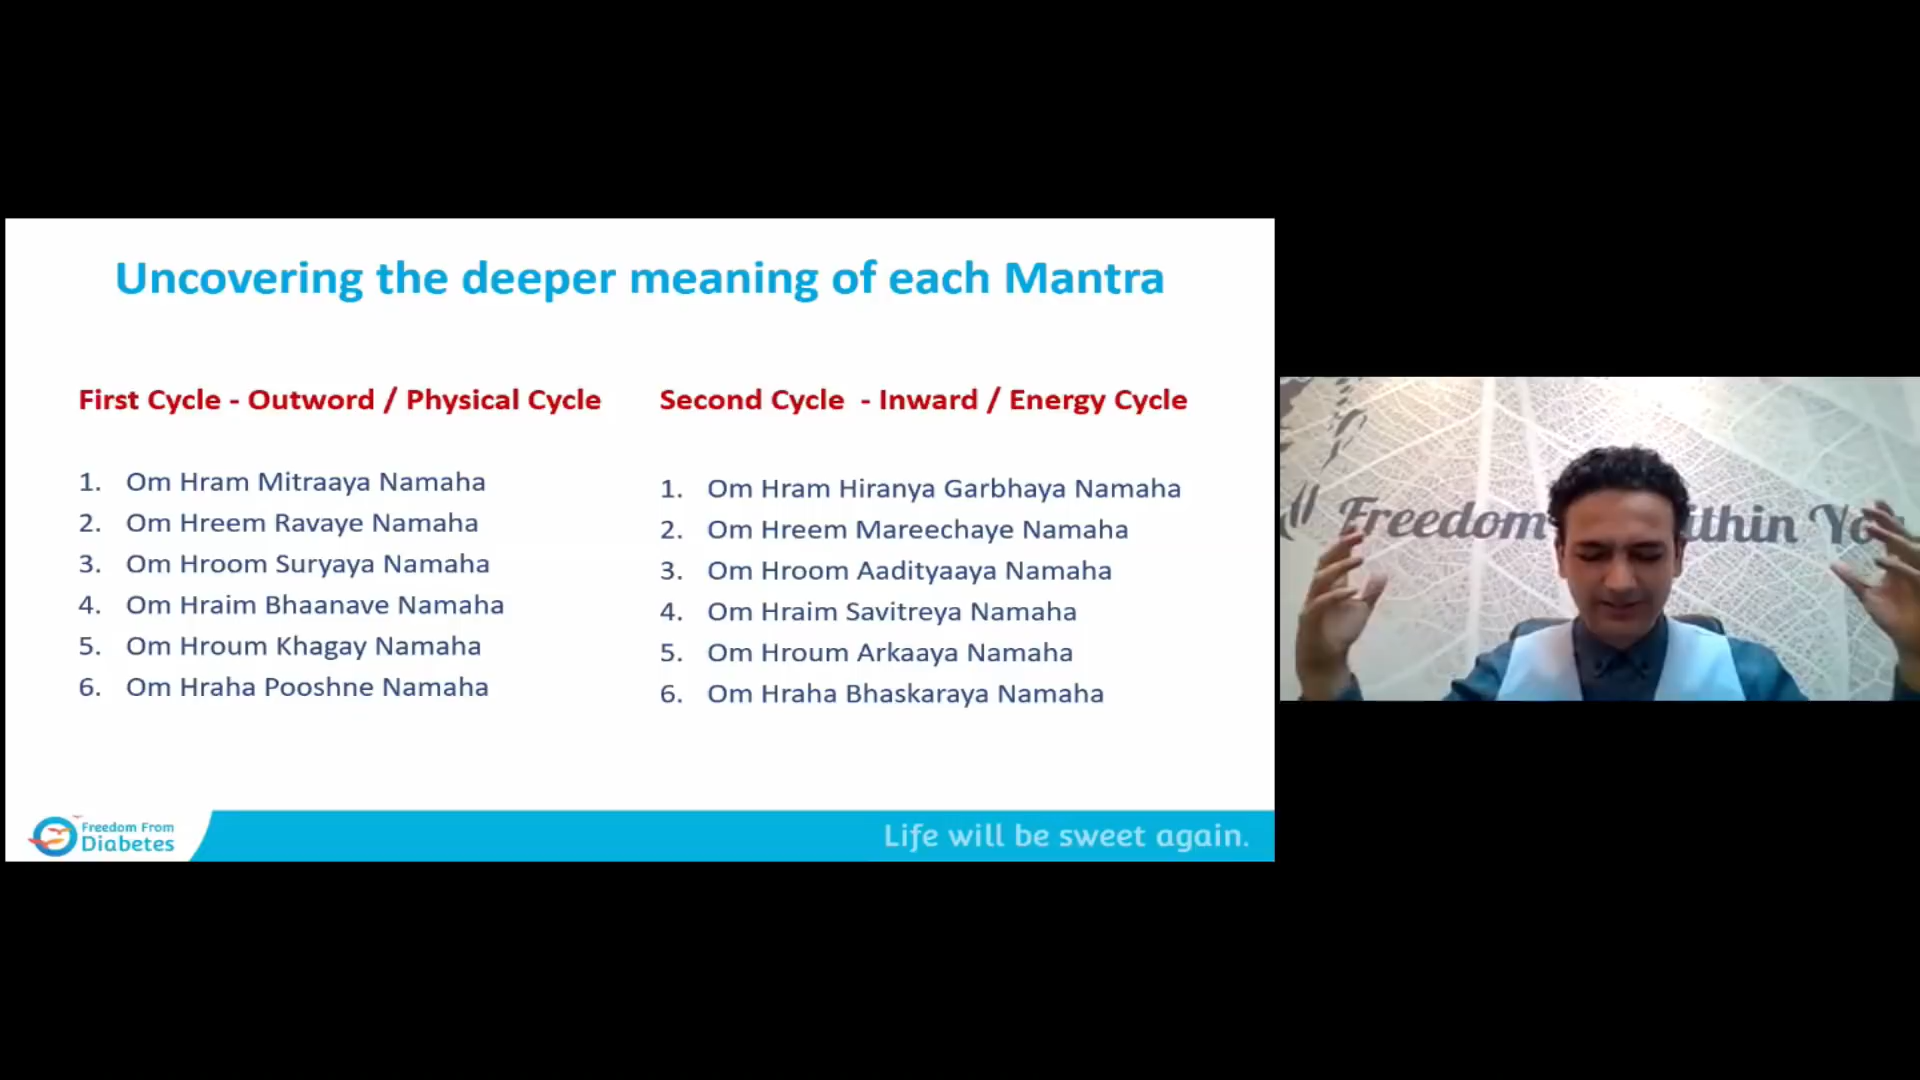 Uncovering the deeper meaning of each Mantra
First Cycle - Outword / Physical Cycle
1. Om Hram Mitraaya Namaha
2. Om Hreem Ravaye Namaha
3. Om Hroom Suryaya Namaha
4. Om Hraim Bhaanave Namaha
5. Om Hroum Khagay Namaha
6. Om Hraha Pooshne Namaha
Second Cycle - Inward / Energy Cycle
1. Om Hram Hiranya Garbhaya Namaha
2. Om Hreem Mareechaye Namaha
3. Om Hroom Aadityaaya Namaha
4. Om Hraim Savitreya Namaha
5. Om Hroum Arkaaya Namaha
6. Om Hraha Bhaskaraya Namaha
Freedom From
Diabetes
Life will be sweet again.
Freedom